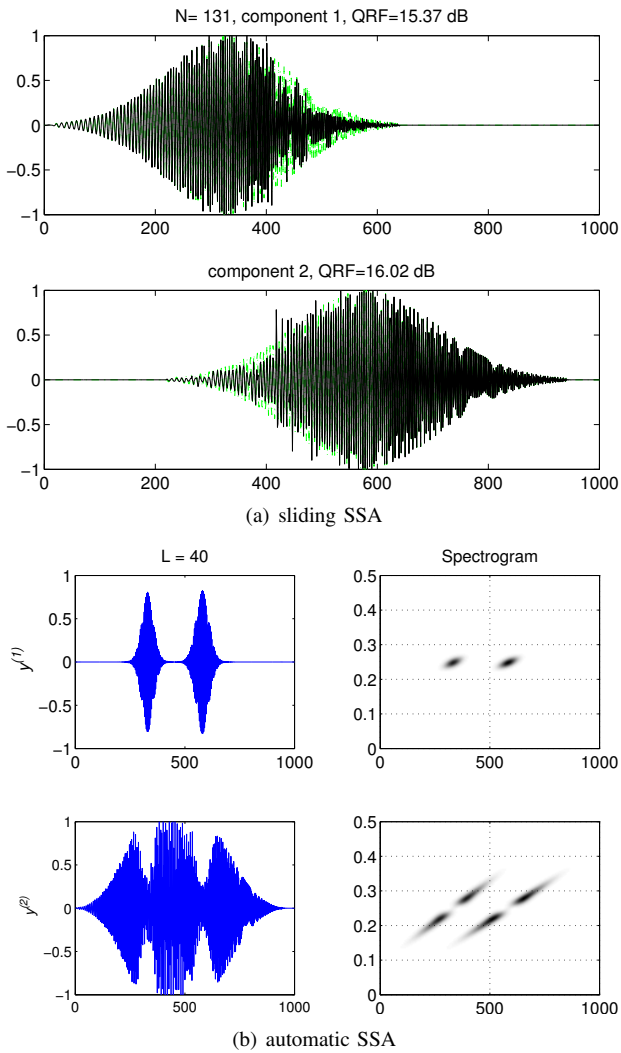 N= 131, component 1, QRF=15.37 dB
1
0.5
0
−0.5
−1
0 200 400 600 800 1000
component 2, QRF=16.02 dB
1
0.5
0
−0.5
−1
0 200 400 600 800 1000
(a) sliding SSA
L = 40
1
0.5
0
−0.5
−1
y(1)
0 500 1000
Spectrogram
0.5
0.4
0.3
0.2
0.1
0
500 1000
1
0.5
0
−0.5
−1
y(2)
0 500 1000
0.5
0.4
0.3
0.2
0.1
0
500 1000
(b) automatic SSA